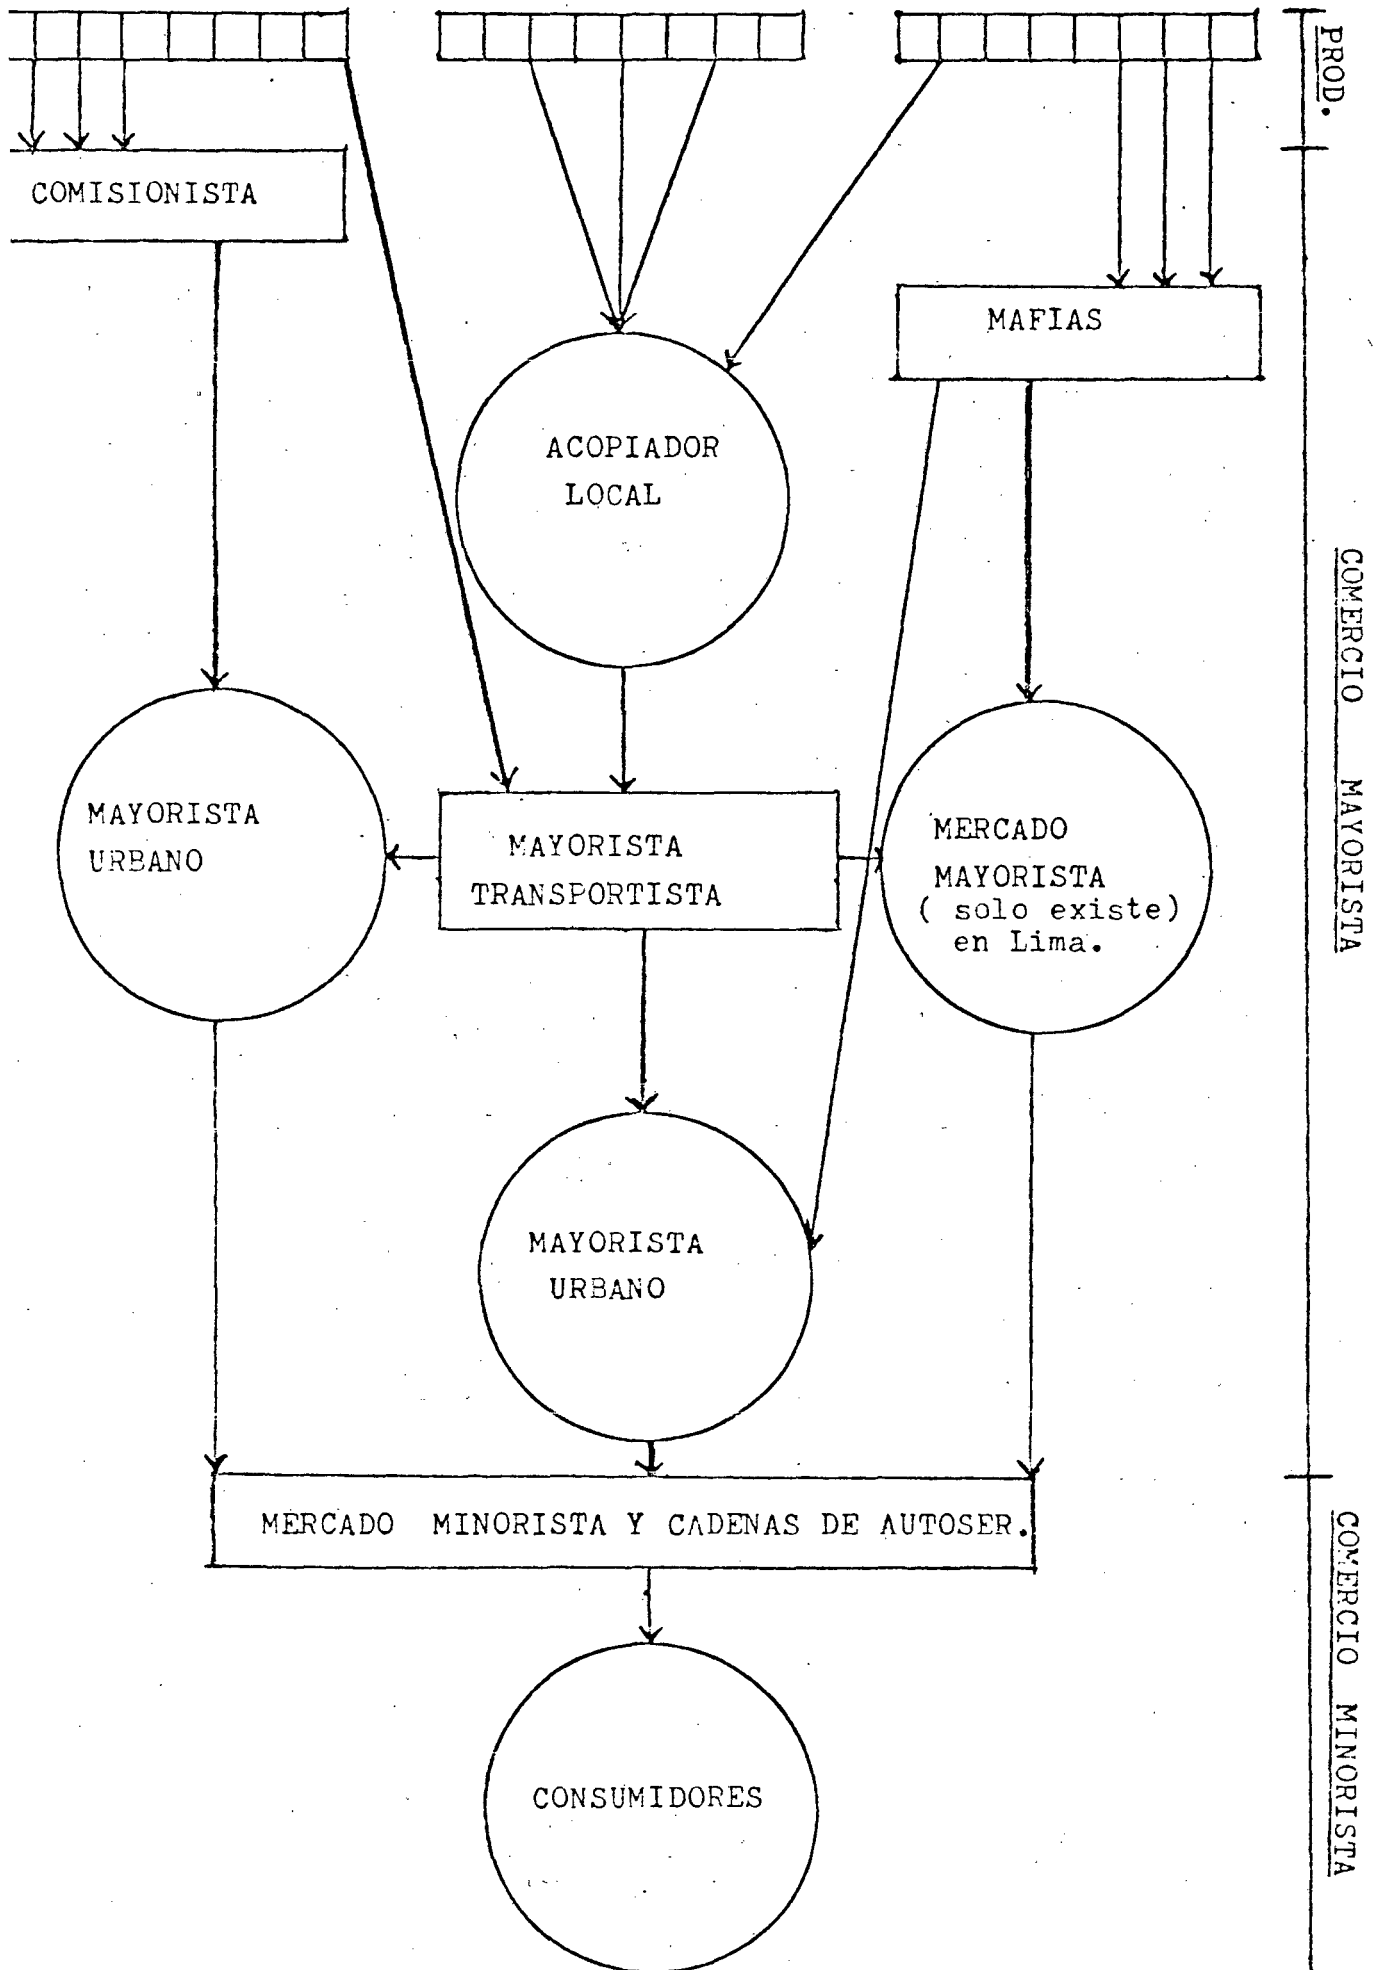 PROD.
COMISIONISTA
MAFIAS
ACOPIADOR
LOCAL
COMERCIO MAYORISTA
MAYORISTA
URBANO
MAYORISTA
TRANSPORTISTA
MERCADO
MAYORISTA
( solo existe)
en Lima.
MAYORISTA
URBANO
MERCADO MINORISTA Y CADENAS DE AUTOSER.
COMERCIO MINORISTA
CONSUMIDORES